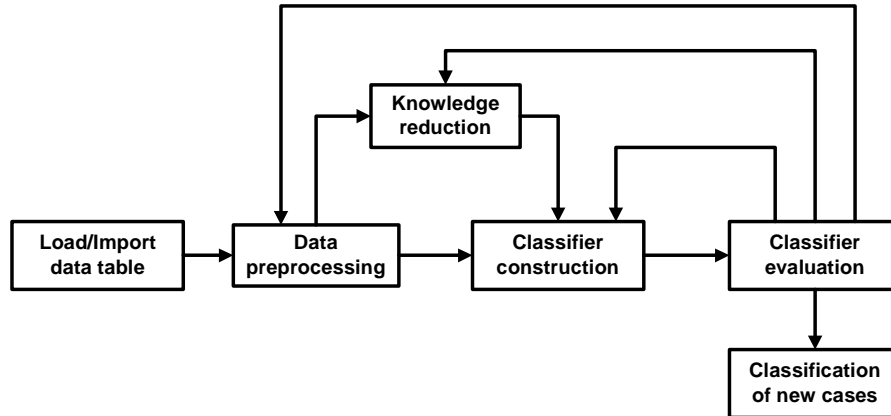 Knowledge
reduction
Load/Import
data table
Data
preprocessing
Classifier
construction
Classifier
evaluation
Classification
of new cases